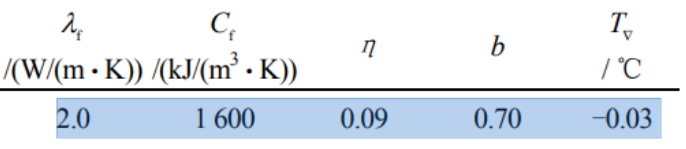 λf Cf η b T∇
/(W/(m·K)) /(kJ/(m³·K)) /℃
2.0 1 600 0.09 0.70 −0.03